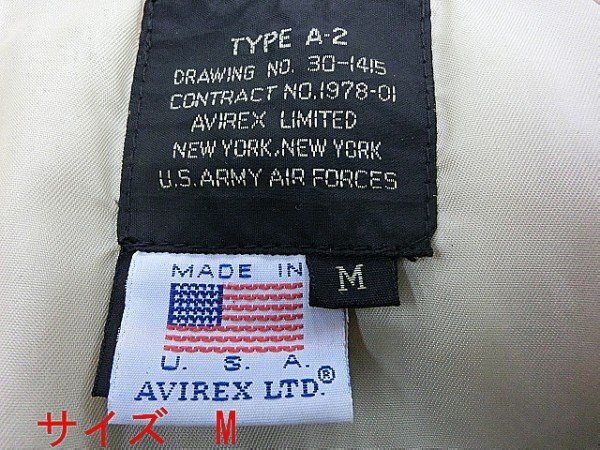 TYPE A-2
DRAWING NO. 30-1415
CONTRACT NO.1978-01
AVIREX LIMITED
NEW YORK,NEW YORK
U.S. ARMY AIR FORCES
MADE IN
M
U. S. A.
AVIREX LTD.®
サイズ M